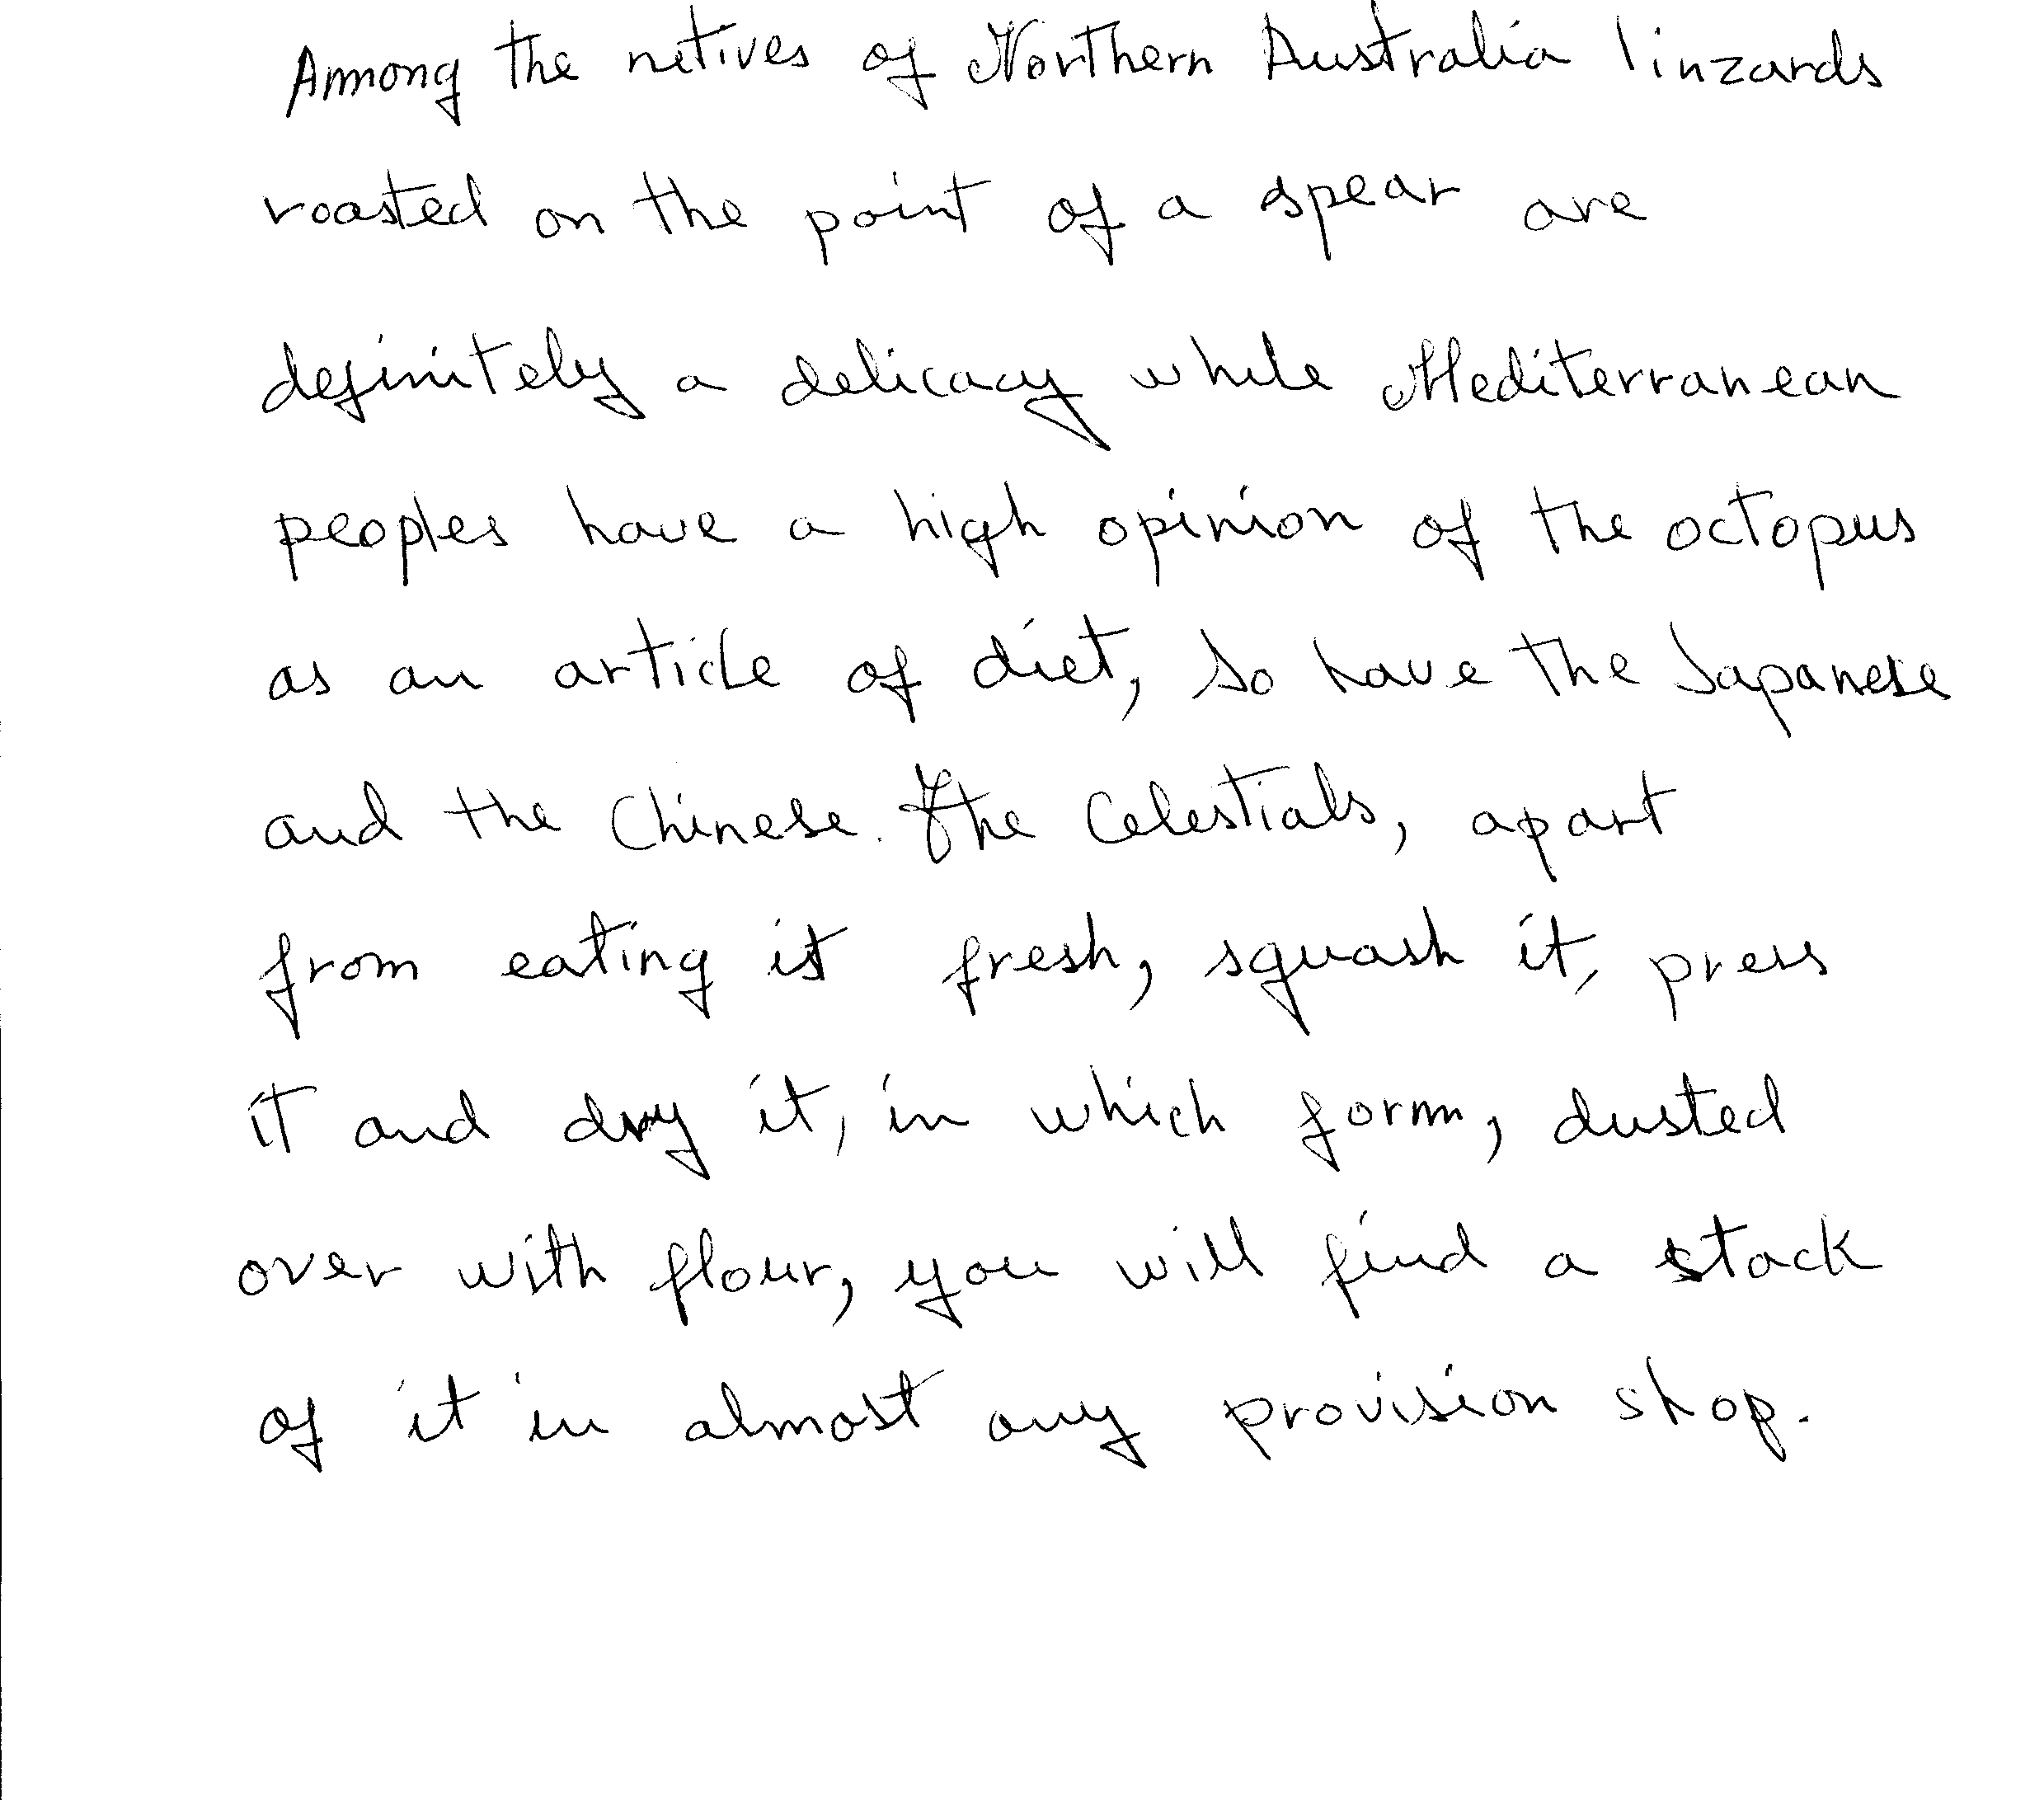 Among the netives of Northern Australia linzards
roasted on the point of a spear are
definitely a delicacy while Mediterranean
peoples have a high opinion of the octopus
as an article of diet, so have the Japanese
and the Chinese. The Celestials, apart
from eating it fresh, squash it, press
it and dry it, in which form, dusted
over with flour, you will find a stack
of it in almost any provision shop.